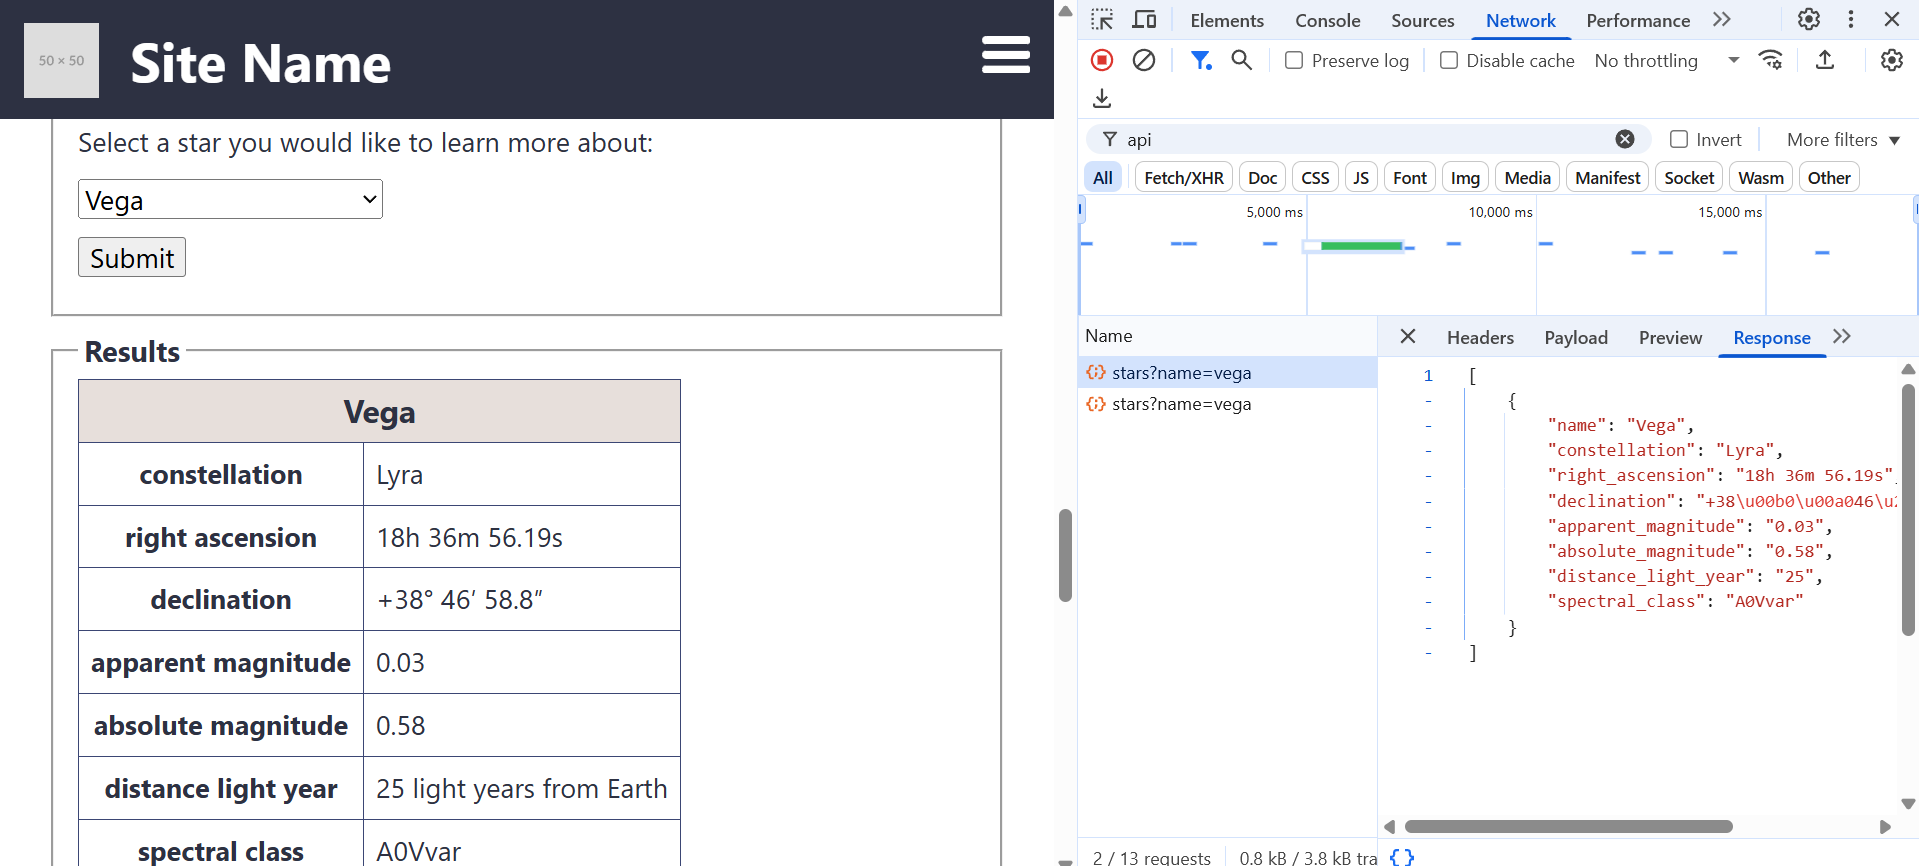 50 × 50
Site Name
Select a star you would like to learn more about:
Vega
Submit
Results
Vega
constellation Lyra
right ascension 18h 36m 56.19s
declination +38° 46′ 58.8″
apparent magnitude 0.03
absolute magnitude 0.58
distance light year 25 light years from Earth
spectral class A0Vvar
Elements Console Sources Network Performance
Preserve log Disable cache No throttling
api Invert More filters
All Fetch/XHR Doc CSS JS Font Img Media Manifest Socket Wasm Other
5,000 ms 10,000 ms 15,000 ms
Name
stars?name=vega
stars?name=vega
2 / 13 requests 0.8 kB / 3.8 kB tra
Headers Payload Preview Response
1 [
- {
- "name": "Vega",
- "constellation": "Lyra",
- "right_ascension": "18h 36m 56.19s"
- "declination": "+38\u00b0\u00a046\u
- "apparent_magnitude": "0.03",
- "absolute_magnitude": "0.58",
- "distance_light_year": "25",
- "spectral_class": "A0Vvar"
- }
- ]
{}